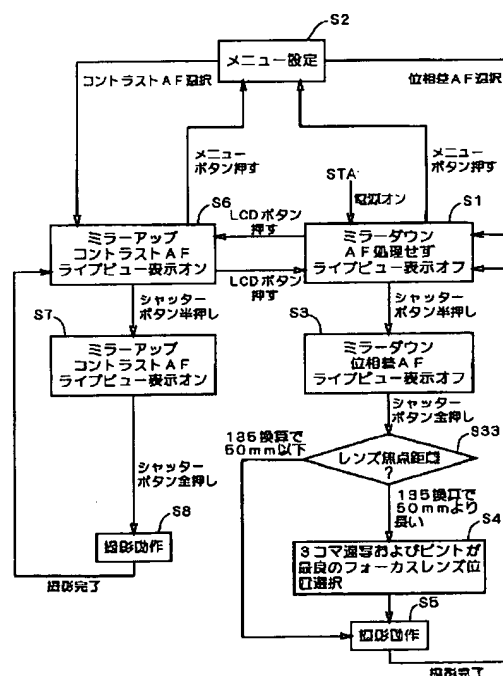 S2
メニュー設定
コントラストAF選択
位相差AF選択
メニュー
ボタン押す
メニュー
ボタン押す
STA
電源オン
S6
LCDボタン
押す
S1
ミラーアップ
コントラストAF
ライブビュー表示オン
ミラーダウン
AF処理せず
ライブビュー表示オフ
LCDボタン
押す
シャッター
ボタン半押し
シャッター
ボタン半押し
S7
ミラーアップ
コントラストAF
ライブビュー表示オン
S3
ミラーダウン
位相差AF
ライブビュー表示オフ
シャッター
ボタン全押し
135換算で
50mm以下
S33
レンズ焦点距離
?
シャッター
ボタン全押し
135換算で
50mmより
長い
S4
3コマ連写およびピントが
最良のフォーカスレンズ位
置選択
S8
撮影動作
撮影完了
S5
撮影動作
撮影完了